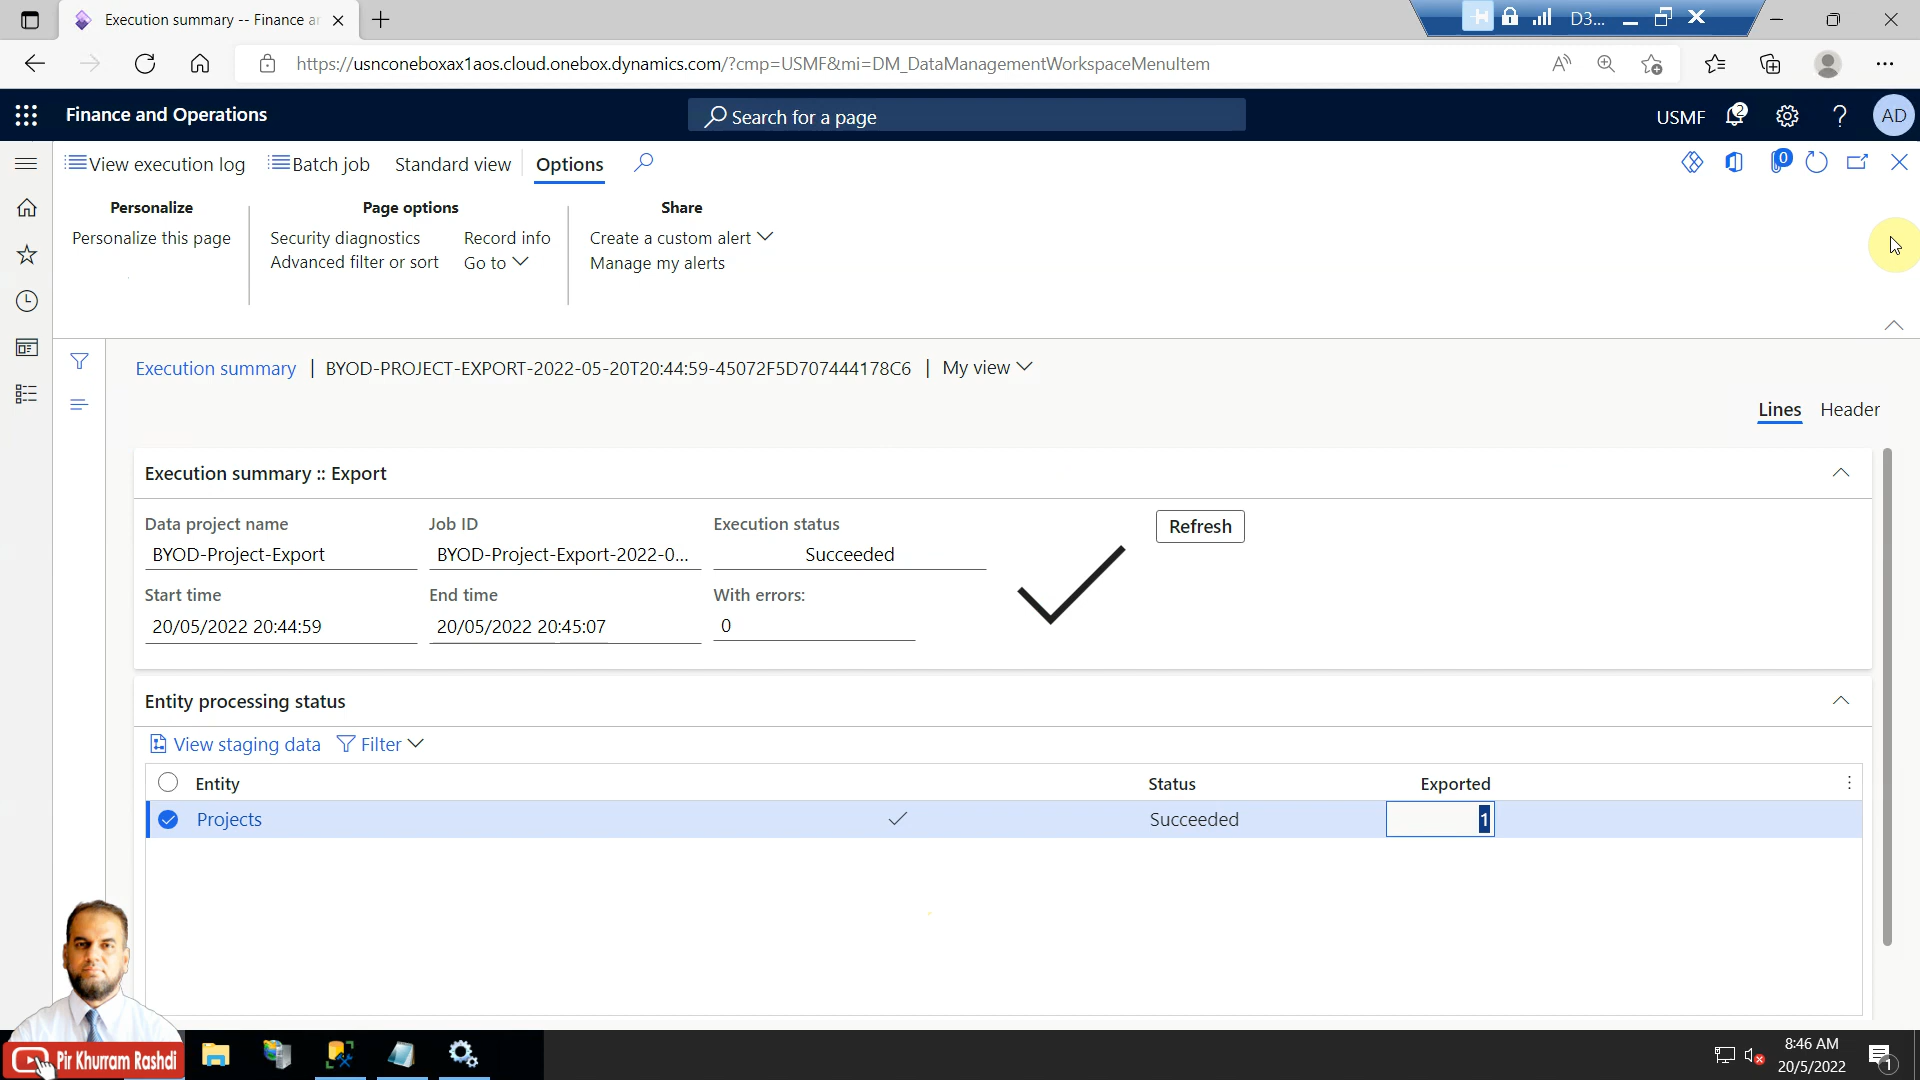 Execution summary -- Finance ar
D3...
https://usnconeboxax1aos.cloud.onebox.dynamics.com/?cmp=USMF&mi=DM_DataManagementWorkspaceMenuItem
Finance and Operations
Search for a page
USMF
2
?
AD
View execution log
Batch job
Standard view
Options
0
Personalize
Page options
Share
Personalize this page
Security diagnostics
Record info
Create a custom alert
Advanced filter or sort
Go to
Manage my alerts
Execution summary | BYOD-PROJECT-EXPORT-2022-05-20T20:44:59-45072F5D707444178C6 | My view
Lines
Header
Execution summary :: Export
Data project name
Job ID
Execution status
Refresh
BYOD-Project-Export
BYOD-Project-Export-2022-0...
Succeeded
Start time
End time
With errors:
20/05/2022 20:44:59
20/05/2022 20:45:07
0
Entity processing status
View staging data
Filter
Entity
Status
Exported
Projects
Succeeded
1
Pir Khurram Rashdi
8:46 AM
20/5/2022
1